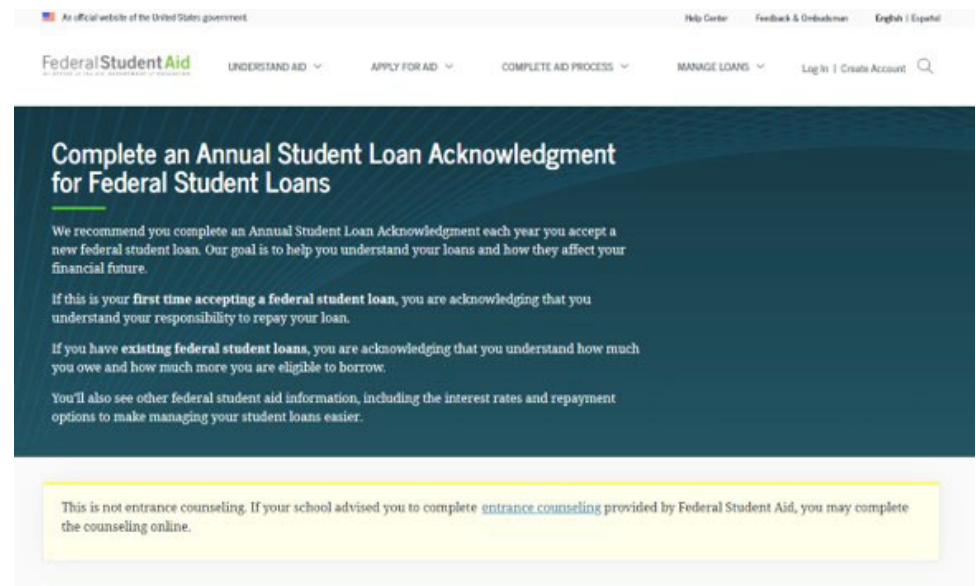 An official website of the United States government.
Help Center Feedback & Ombudsman English | Español
FederalStudentAid
AN OFFICE of the U.S. DEPARTMENT of EDUCATION
UNDERSTAND AID APPLY FOR AID COMPLETE AID PROCESS MANAGE LOANS Log In | Create Account
Complete an Annual Student Loan Acknowledgment
for Federal Student Loans
We recommend you complete an Annual Student Loan Acknowledgment each year you accept a
new federal student loan. Our goal is to help you understand your loans and how they affect your
financial future.
If this is your first time accepting a federal student loan, you are acknowledging that you
understand your responsibility to repay your loan.
If you have existing federal student loans, you are acknowledging that you understand how much
you owe and how much more you are eligible to borrow.
You'll also see other federal student aid information, including the interest rates and repayment
options to make managing your student loans easier.
This is not entrance counseling. If your school advised you to complete entrance counseling provided by Federal Student Aid, you may complete
the counseling online.